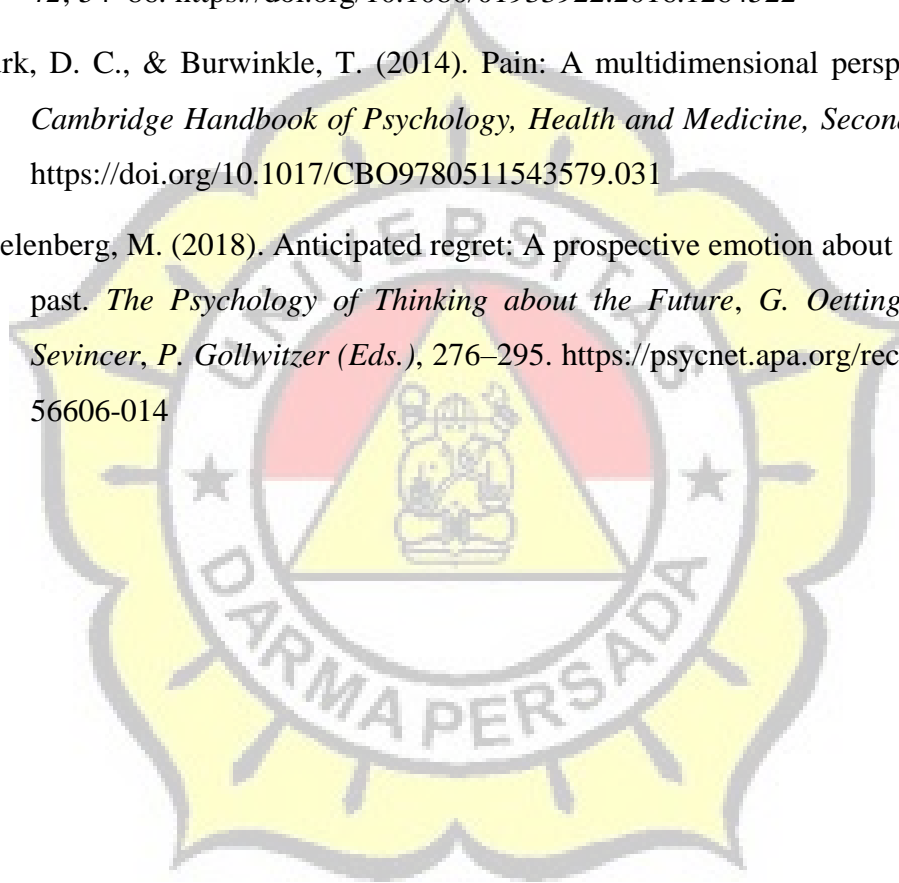 42, 54–66. https://doi.org/10.1080/01933922.2016.1264322
rk, D. C., & Burwinkle, T. (2014). Pain: A multidimensional persp
Cambridge Handbook of Psychology, Health and Medicine, Second
https://doi.org/10.1017/CBO9780511543579.031
elenberg, M. (2018). Anticipated regret: A prospective emotion about
past. The Psychology of Thinking about the Future, G. Oetting
Sevincer, P. Gollwitzer (Eds.), 276–295. https://psycnet.apa.org/rec
56606-014
UNIVERSITAS
DARMA PERSADA